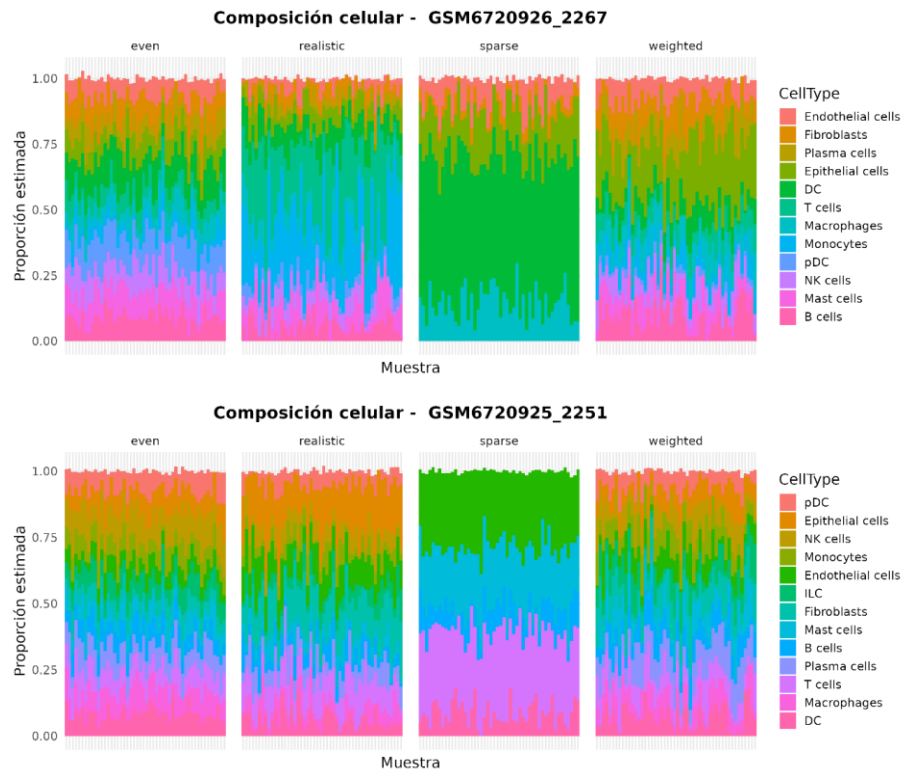 Composición celular - GSM6720926_2267
even realistic sparse weighted
1.00
0.75
0.50
0.25
0.00
Proporción estimada
Muestra
CellType
Endothelial cells
Fibroblasts
Plasma cells
Epithelial cells
DC
T cells
Macrophages
Monocytes
pDC
NK cells
Mast cells
B cells
Composición celular - GSM6720925_2251
even realistic sparse weighted
1.00
0.75
0.50
0.25
0.00
Proporción estimada
Muestra
CellType
pDC
Epithelial cells
NK cells
Monocytes
Endothelial cells
ILC
Fibroblasts
Mast cells
B cells
Plasma cells
T cells
Macrophages
DC